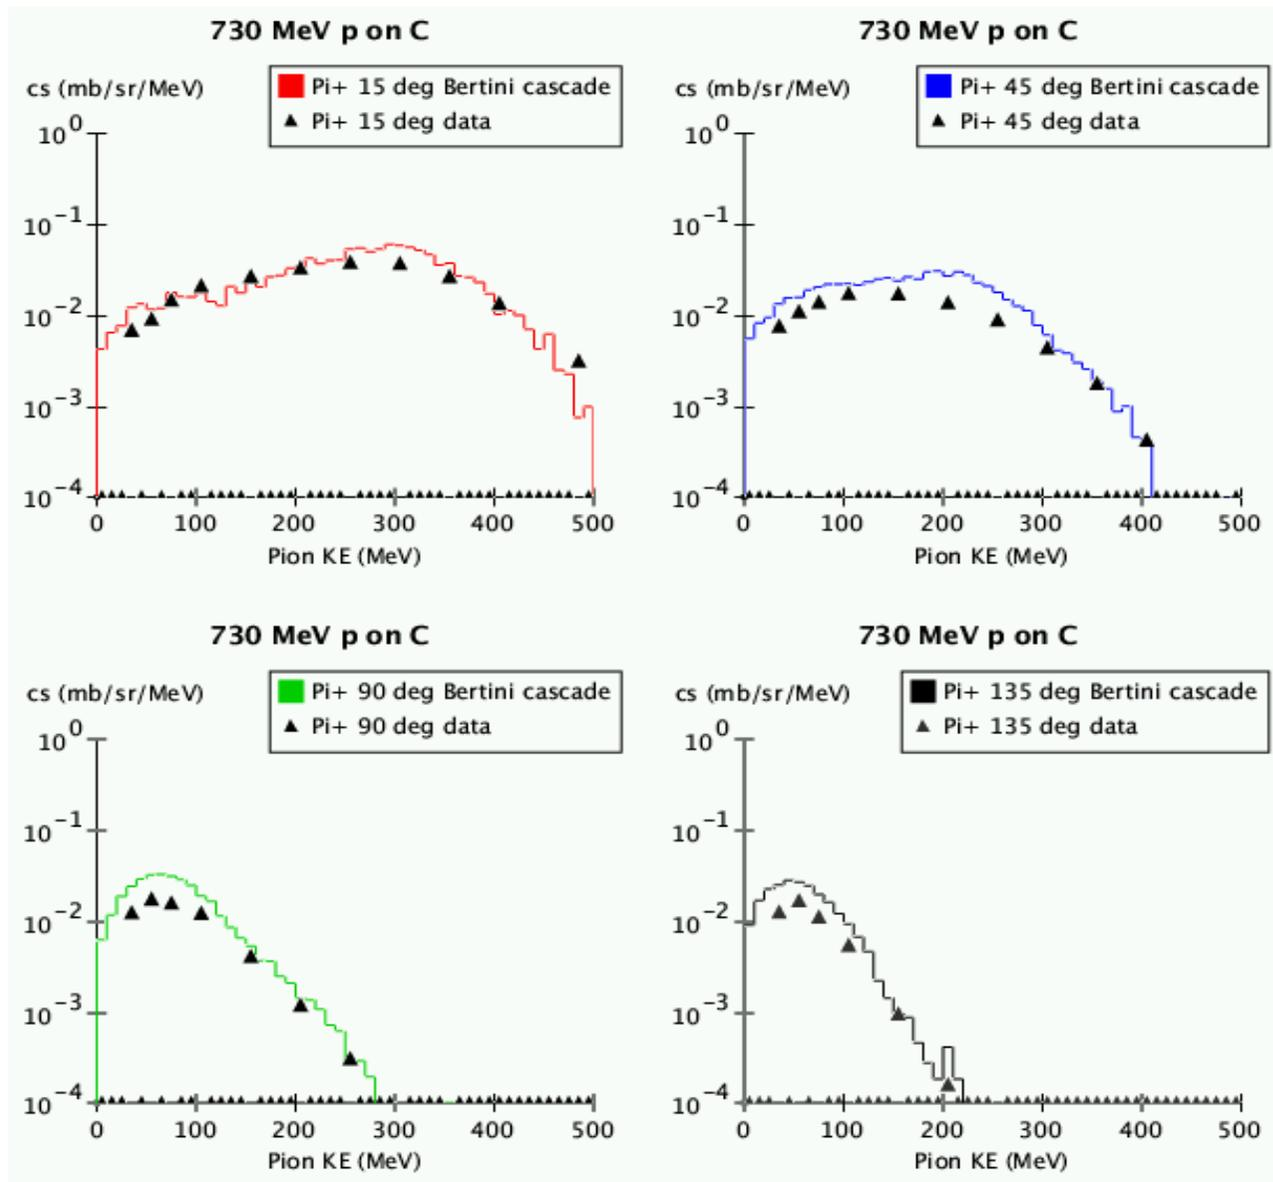 730 MeV p on C
cs (mb/sr/MeV)
Pi+ 15 deg Bertini cascade
Pi+ 15 deg data
10^0
10^-1
10^-2
10^-3
10^-4
0 100 200 300 400 500
Pion KE (MeV)
730 MeV p on C
cs (mb/sr/MeV)
Pi+ 45 deg Bertini cascade
Pi+ 45 deg data
10^0
10^-1
10^-2
10^-3
10^-4
0 100 200 300 400 500
Pion KE (MeV)
730 MeV p on C
cs (mb/sr/MeV)
Pi+ 90 deg Bertini cascade
Pi+ 90 deg data
10^0
10^-1
10^-2
10^-3
10^-4
0 100 200 300 400 500
Pion KE (MeV)
730 MeV p on C
cs (mb/sr/MeV)
Pi+ 135 deg Bertini cascade
Pi+ 135 deg data
10^0
10^-1
10^-2
10^-3
10^-4
0 100 200 300 400 500
Pion KE (MeV)